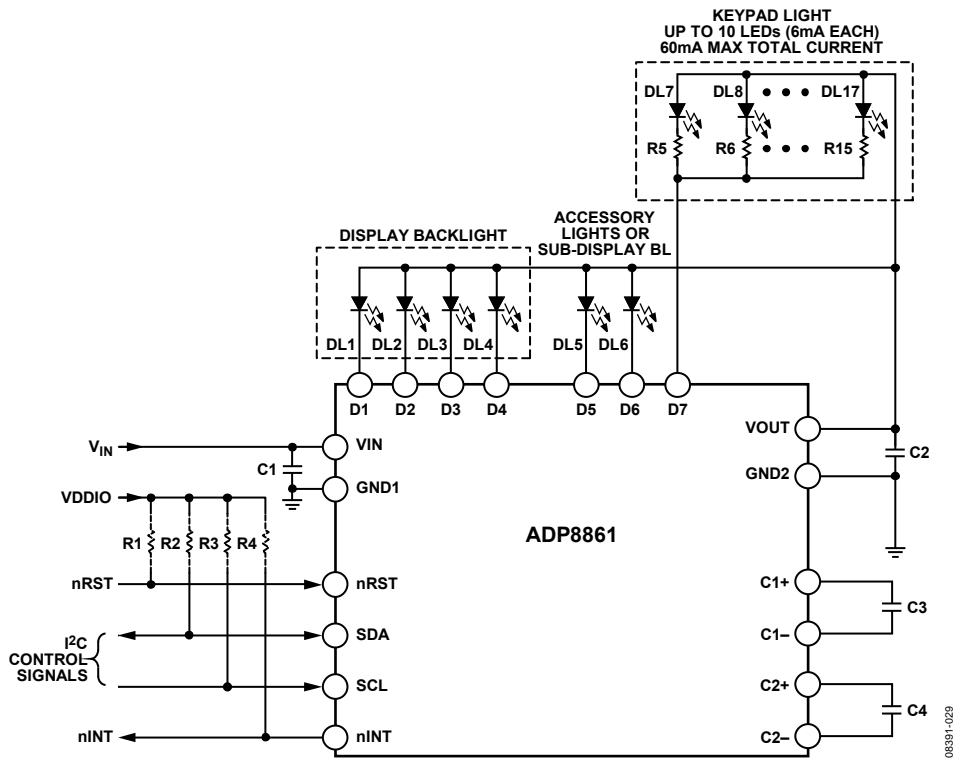 KEYPAD LIGHT
UP TO 10 LEDs (6mA EACH)
60mA MAX TOTAL CURRENT
DL7 DL8 DL17
R5 R6 R15
ACCESSORY
LIGHTS OR
SUB-DISPLAY BL
DISPLAY BACKLIGHT
DL1 DL2 DL3 DL4 DL5 DL6
D1 D2 D3 D4 D5 D6 D7
VIN VIN
C1
GND1
VOUT
C2
GND2
VDDIO
R1 R2 R3 R4
ADP8861
nRST nRST
C1+
C3
C1–
I2C
CONTROL
SIGNALS
SDA
SCL
C2+
C4
C2–
nINT nINT
08391-029